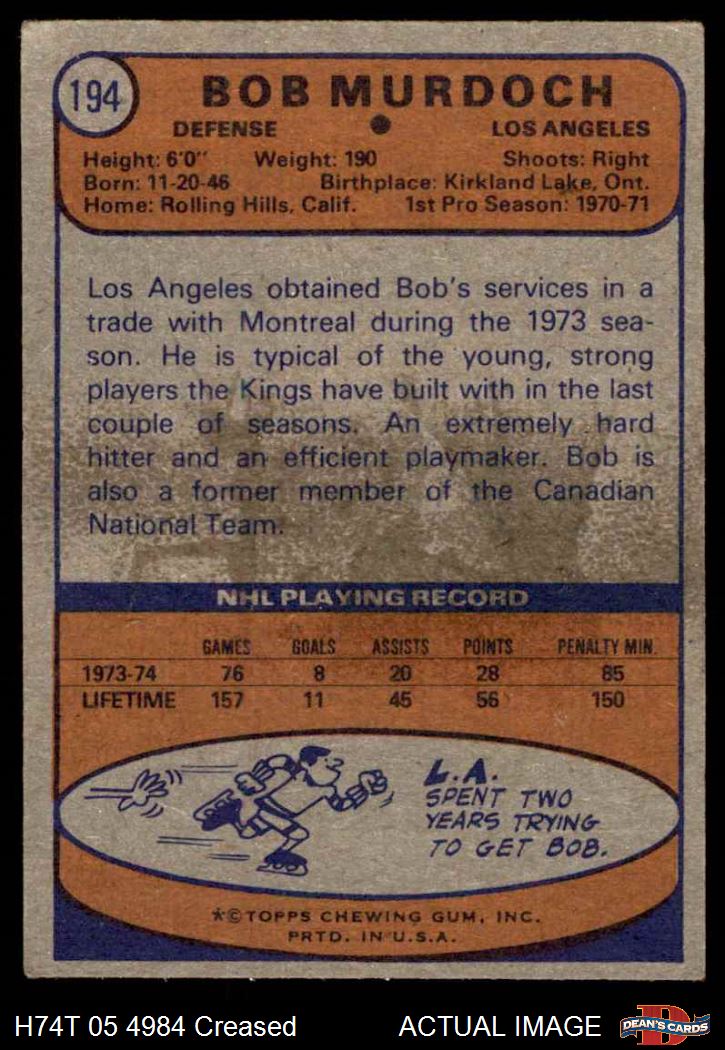 194
BOB MURDOCH
DEFENSE LOS ANGELES
Height: 6'0" Weight: 190 Shoots: Right
Born: 11-20-46 Birthplace: Kirkland Lake, Ont.
Home: Rolling Hills, Calif. 1st Pro Season: 1970-71
Los Angeles obtained Bob's services in a
trade with Montreal during the 1973 sea-
son. He is typical of the young, strong
players the Kings have built with in the last
couple of seasons. An extremely hard
hitter and an efficient playmaker. Bob is
also a former member of the Canadian
National Team.
NHL PLAYING RECORD
GAMES GOALS ASSISTS POINTS PENALTY MIN.
1973-74 76 8 20 28 85
LIFETIME 157 11 45 56 150
L.A.
SPENT TWO
YEARS TRYING
TO GET BOB.
*©TOPPS CHEWING GUM, INC.
PRTD. IN U.S.A.
H74T 05 4984 Creased ACTUAL IMAGE
D
DEAN'S CARDS